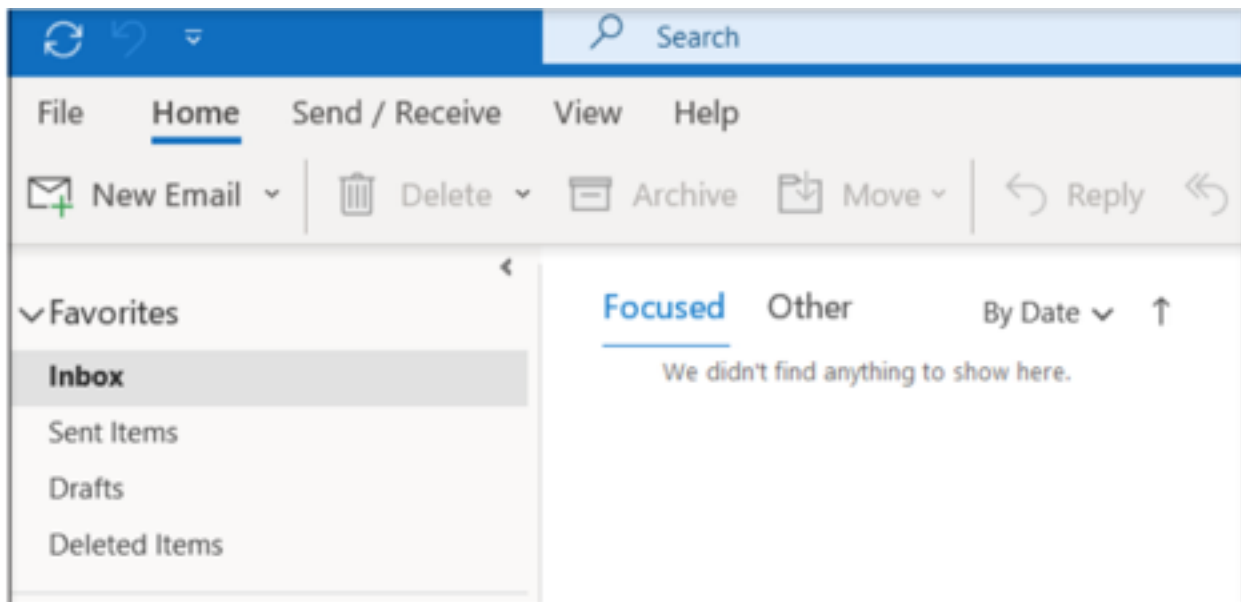 Search
File Home Send / Receive View Help
New Email Delete Archive Move Reply
Favorites
Focused Other By Date
We didn't find anything to show here.
Inbox
Sent Items
Drafts
Deleted Items